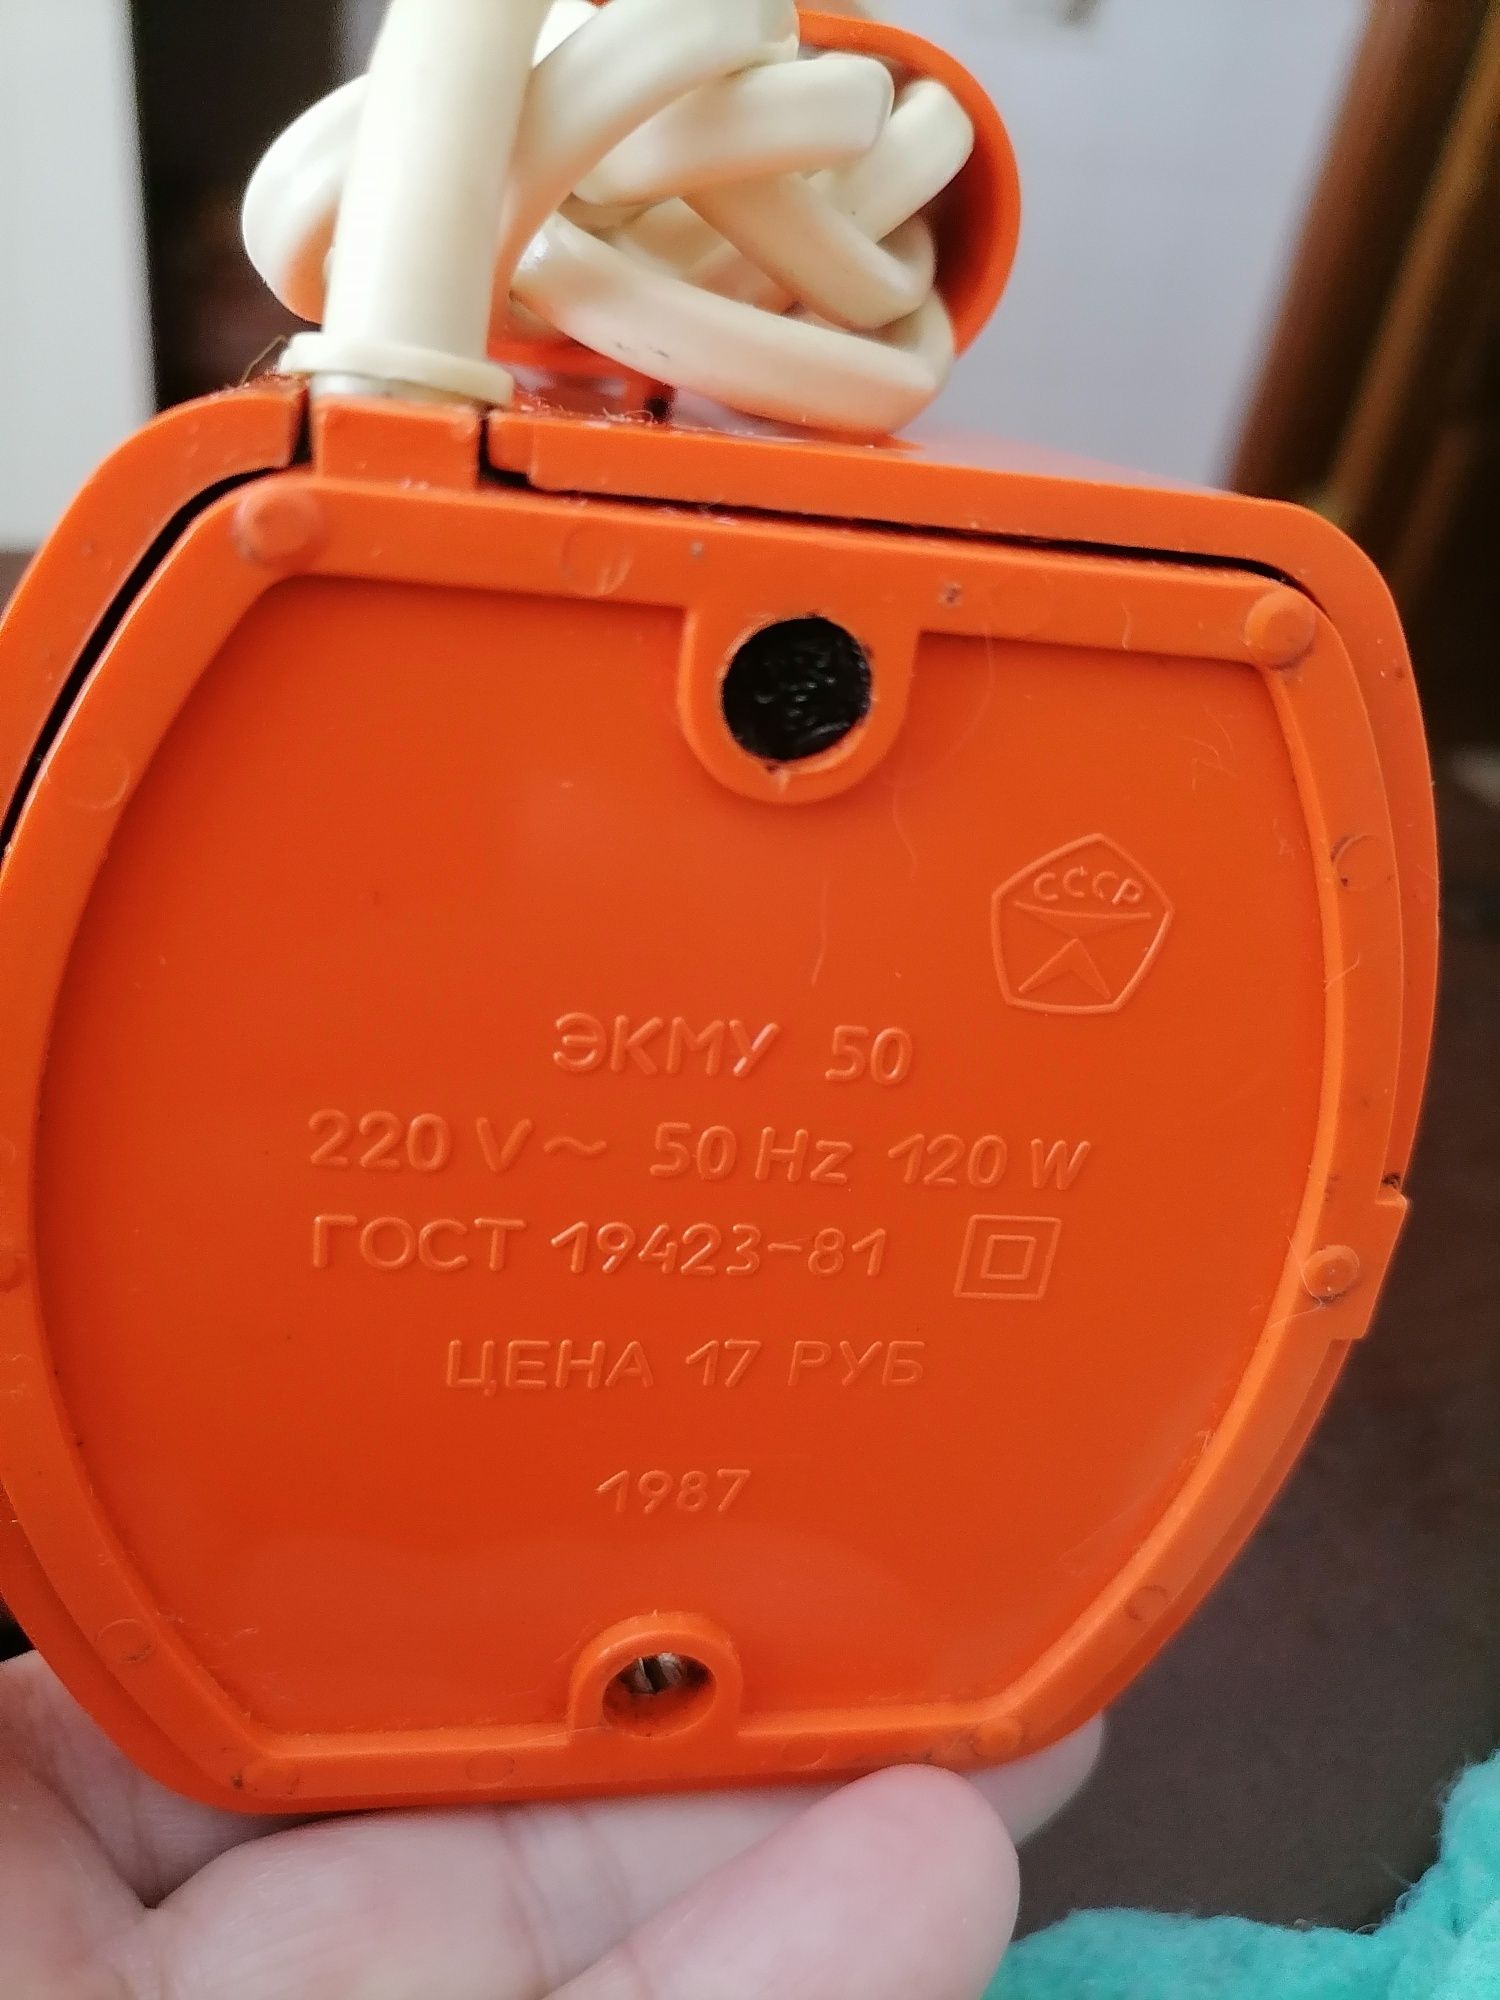 СССР
ЭКМУ 50
220 V~ 50 Hz 120 W
ГОСТ 19423-81
ЦЕНА 17 РУБ
1987